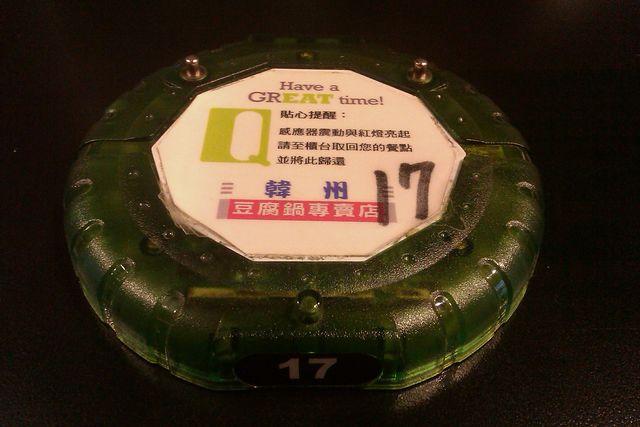 Have a
GREAT time!
Q
貼心提醒：
感應器震動與紅燈亮起
請至櫃台取回您的餐點
並將此歸還
韓州
豆腐鍋專賣店
17
17